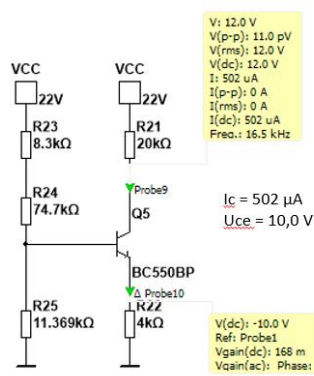 V: 12.0 V
V(p-p): 11.0 pV
V(rms): 12.0 V
V(dc): 12.0 V
I: 502 uA
I(p-p): 0 A
I(rms): 0 A
I(dc): 502 uA
Freq.: 16.5 kHz
VCC
VCC
22V
22V
R23
8.3kΩ
R21
20kΩ
R24
74.7kΩ
Probe9
Q5
Ic = 502 µA
Uce = 10,0 V
BC550BP
Δ Probe10
R25
11.369kΩ
R22
4kΩ
V(dc): -10.0 V
Ref: Probe1
Vgain(dc): 168 m
Vgain(ac): Phase: